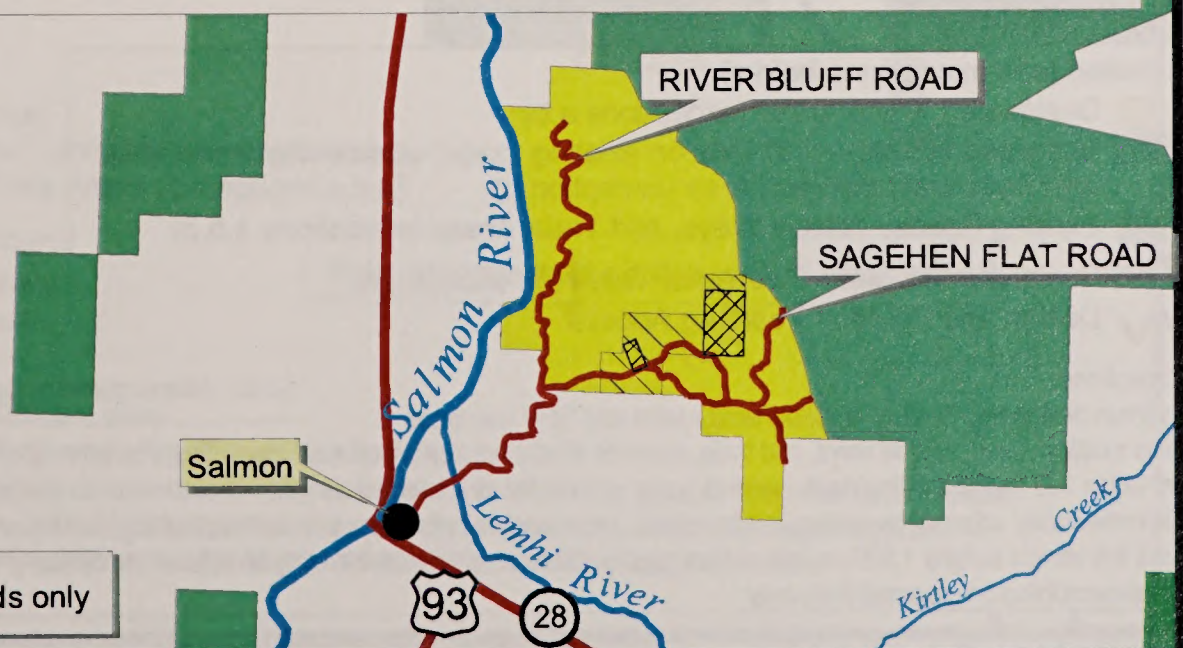 RIVER BLUFF ROAD
SAGEHEN FLAT ROAD
Salmon River
Salmon
Lemhi River
Creek
Kirtley
ds only
93
28